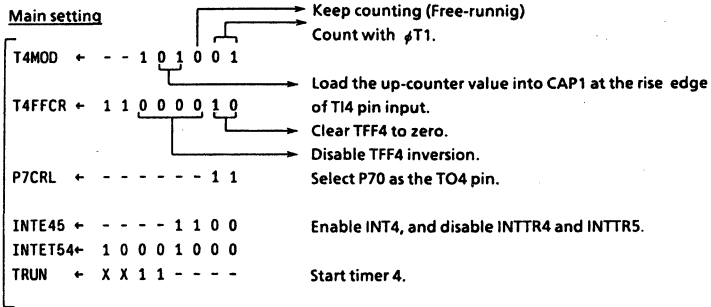 Main setting
Keep counting (Free-runnig)
Count with ϕT1.
T4MOD ← - - 1 0 1 0 0 1
Load the up-counter value into CAP1 at the rise edge
of TI4 pin input.
T4FFCR ← 1 1 0 0 0 0 1 0
Clear TFF4 to zero.
Disable TFF4 inversion.
P7CRL ← - - - - - - 1 1 Select P70 as the TO4 pin.
INTE45 ← - - - - 1 1 0 0 Enable INT4, and disable INTTR4 and INTTR5.
INTET54← 1 0 0 0 1 0 0 0
TRUN ← X X 1 1 - - - - Start timer 4.